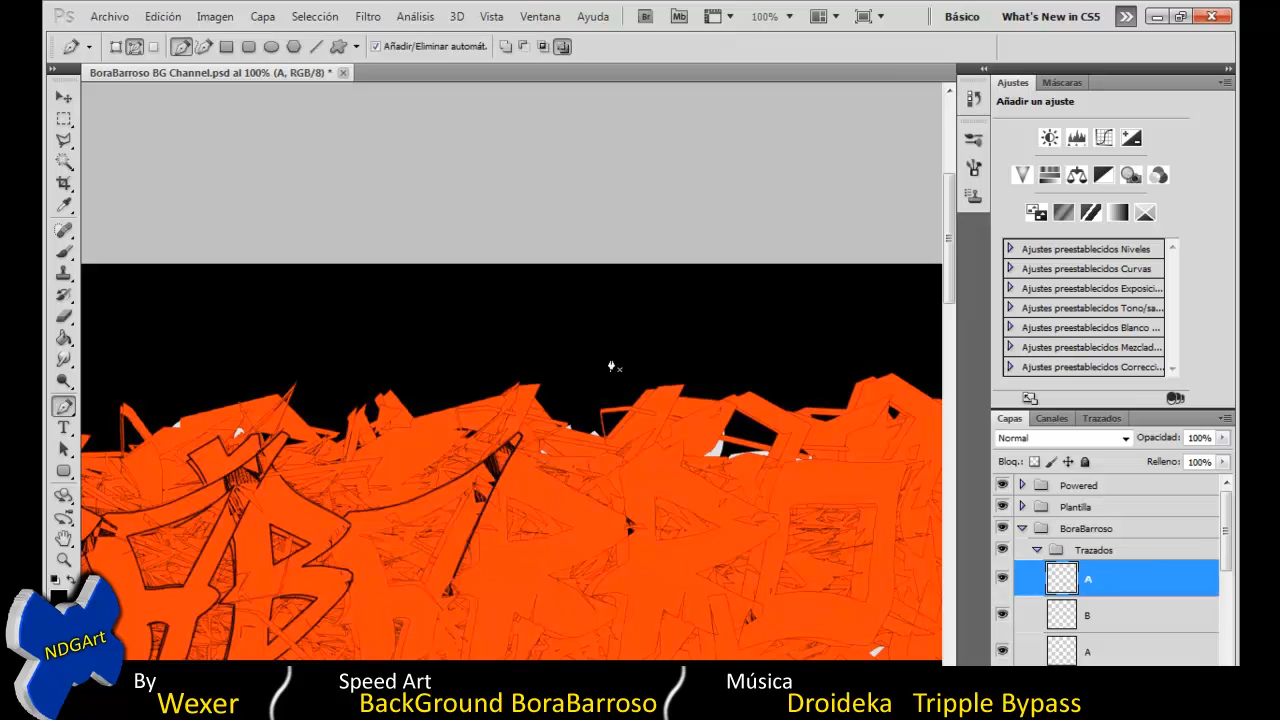 Ps Archivo Edición Imagen Capa Selección Filtro Análisis 3D Vista Ventana Ayuda Br Mb 100% Básico What's New in CS5
Añadir/Eliminar automát.
BoraBarroso BG Channel.psd al 100% (A, RGB/8) *
Ajustes Máscaras
Añadir un ajuste
Ajustes preestablecidos Niveles
Ajustes preestablecidos Curvas
Ajustes preestablecidos Exposici...
Ajustes preestablecidos Tono/sa...
Ajustes preestablecidos Blanco ...
Ajustes preestablecidos Mezclad...
Ajustes preestablecidos Correcci...
Capas Canales Trazados
Normal Opacidad: 100%
Bloq.: Relleno: 100%
Powered
Plantilla
BoraBarroso
Trazados
A
B
A
NDGArt
By Speed Art Música
Wexer BackGround BoraBarroso Droideka Tripple Bypass